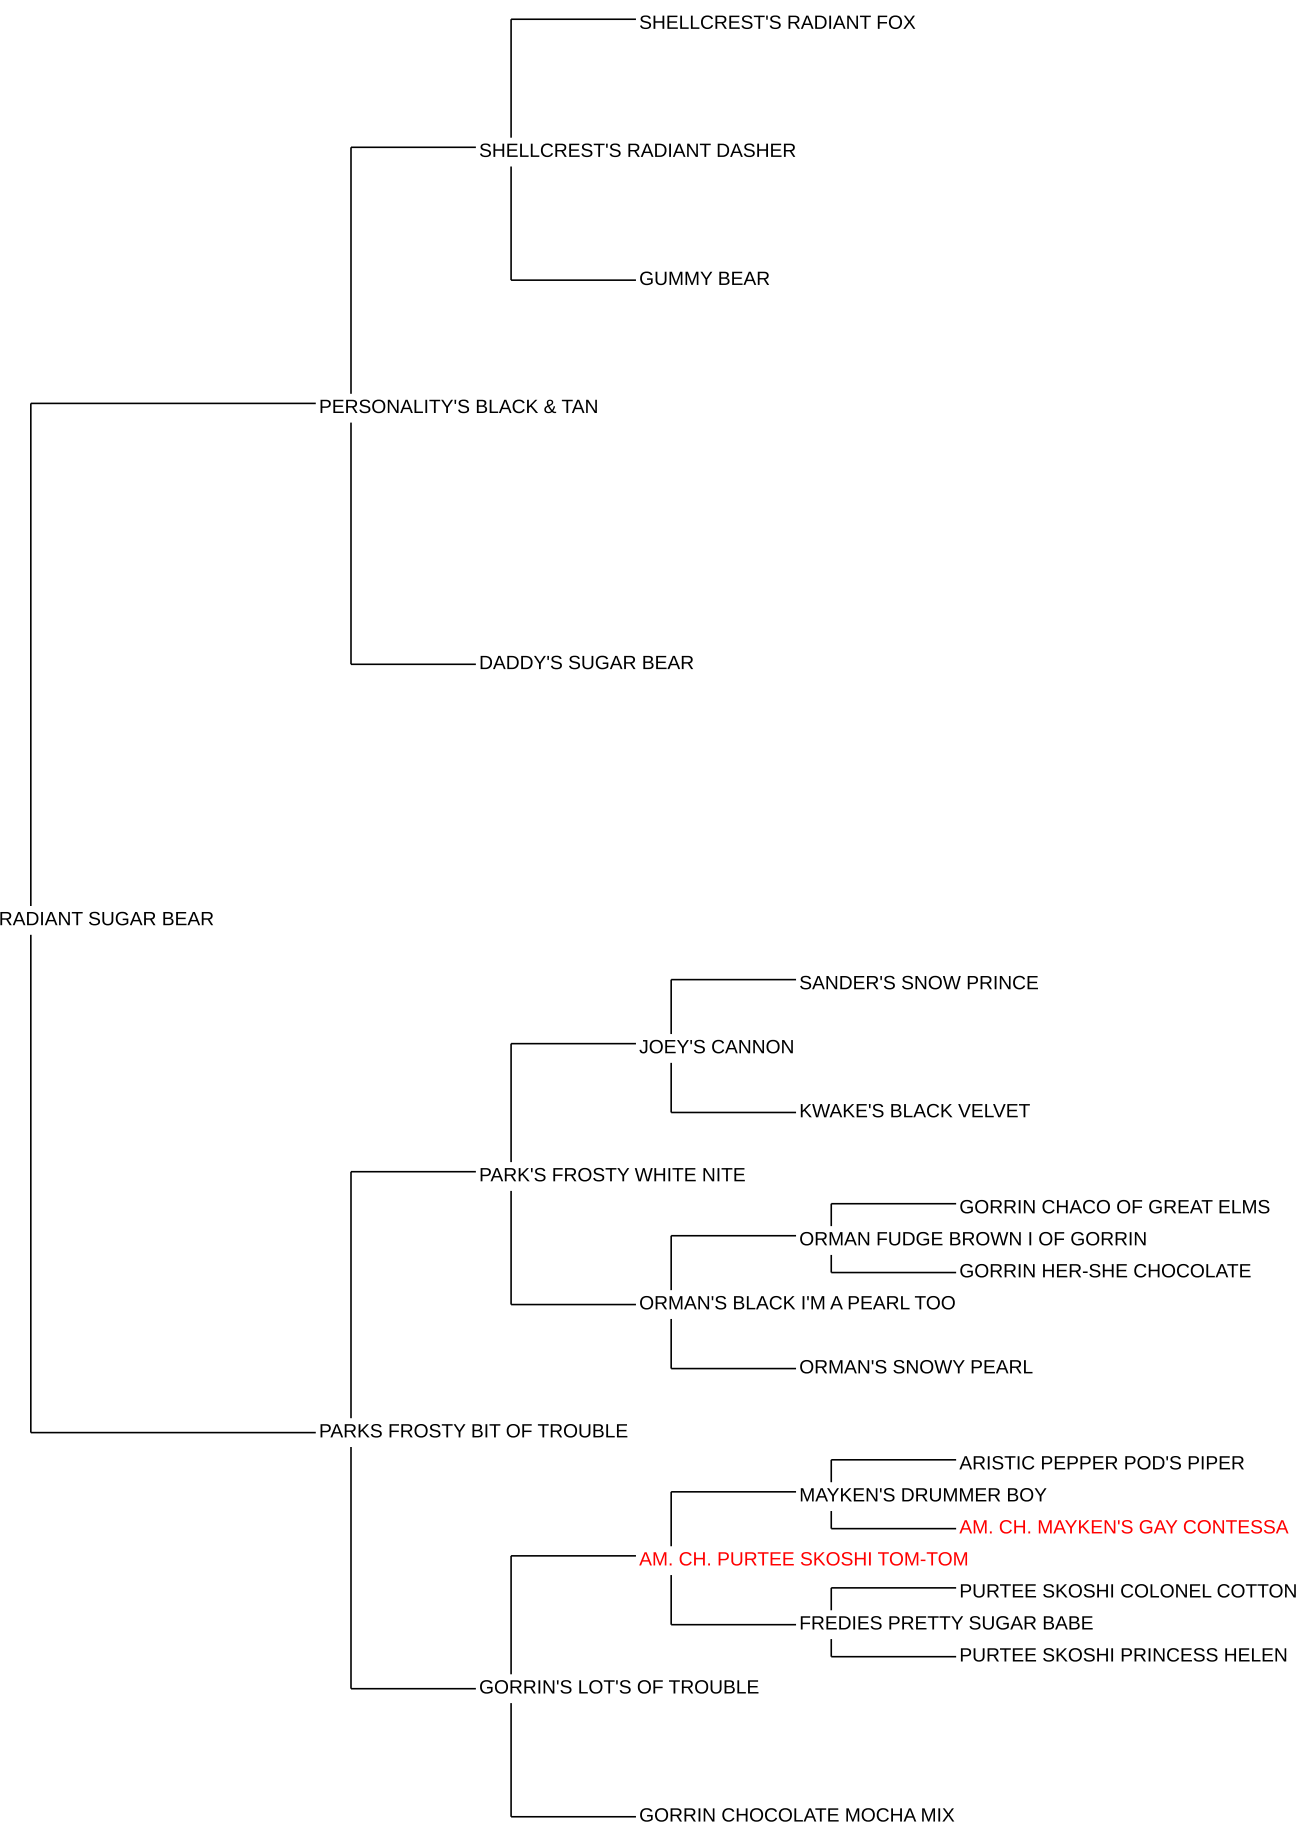 SHELLCREST'S RADIANT FOX
SHELLCREST'S RADIANT DASHER
GUMMY BEAR
PERSONALITY'S BLACK & TAN
DADDY'S SUGAR BEAR
RADIANT SUGAR BEAR
SANDER'S SNOW PRINCE
JOEY'S CANNON
KWAKE'S BLACK VELVET
PARK'S FROSTY WHITE NITE
GORRIN CHACO OF GREAT ELMS
ORMAN FUDGE BROWN I OF GORRIN
GORRIN HER-SHE CHOCOLATE
ORMAN'S BLACK I'M A PEARL TOO
ORMAN'S SNOWY PEARL
PARKS FROSTY BIT OF TROUBLE
ARISTIC PEPPER POD'S PIPER
MAYKEN'S DRUMMER BOY
AM. CH. MAYKEN'S GAY CONTESSA
AM. CH. PURTEE SKOSHI TOM-TOM
PURTEE SKOSHI COLONEL COTTON
FREDIES PRETTY SUGAR BABE
PURTEE SKOSHI PRINCESS HELEN
GORRIN'S LOT'S OF TROUBLE
GORRIN CHOCOLATE MOCHA MIX